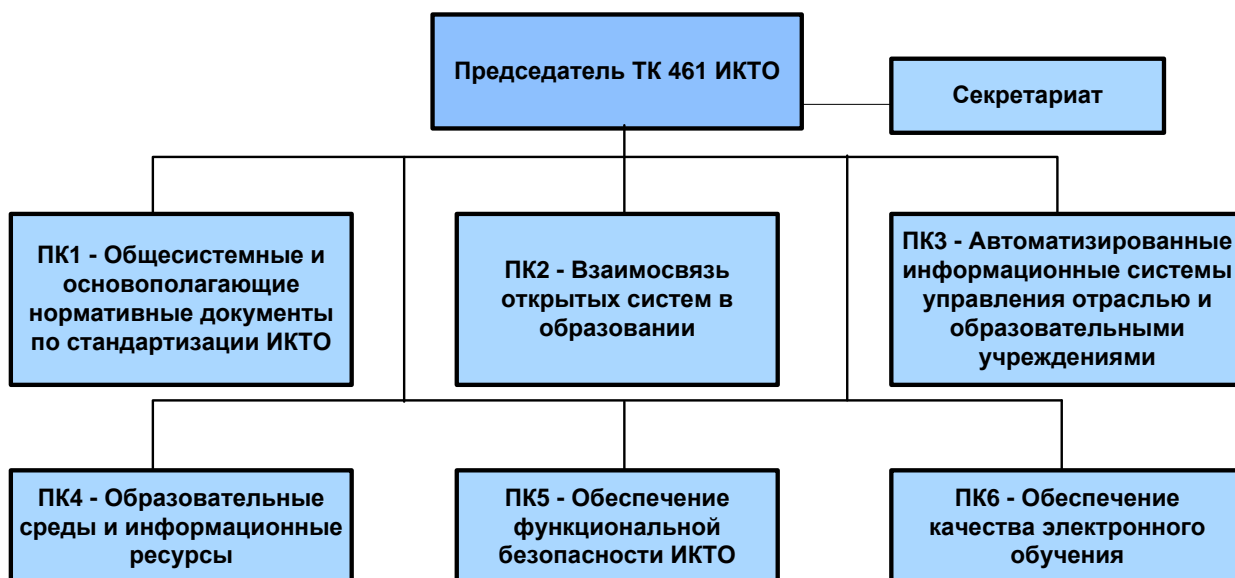 Председатель ТК 461 ИКТО
Секретариат
ПК1 - Общесистемные и
основополагающие
нормативные документы
по стандартизации ИКТО
ПК2 - Взаимосвязь
открытых систем в
образовании
ПК3 - Автоматизированные
информационные системы
управления отраслью и
образовательными
учреждениями
ПК4 - Образовательные
среды и информационные
ресурсы
ПК5 - Обеспечение
функциональной
безопасности ИКТО
ПК6 - Обеспечение
качества электронного
обучения